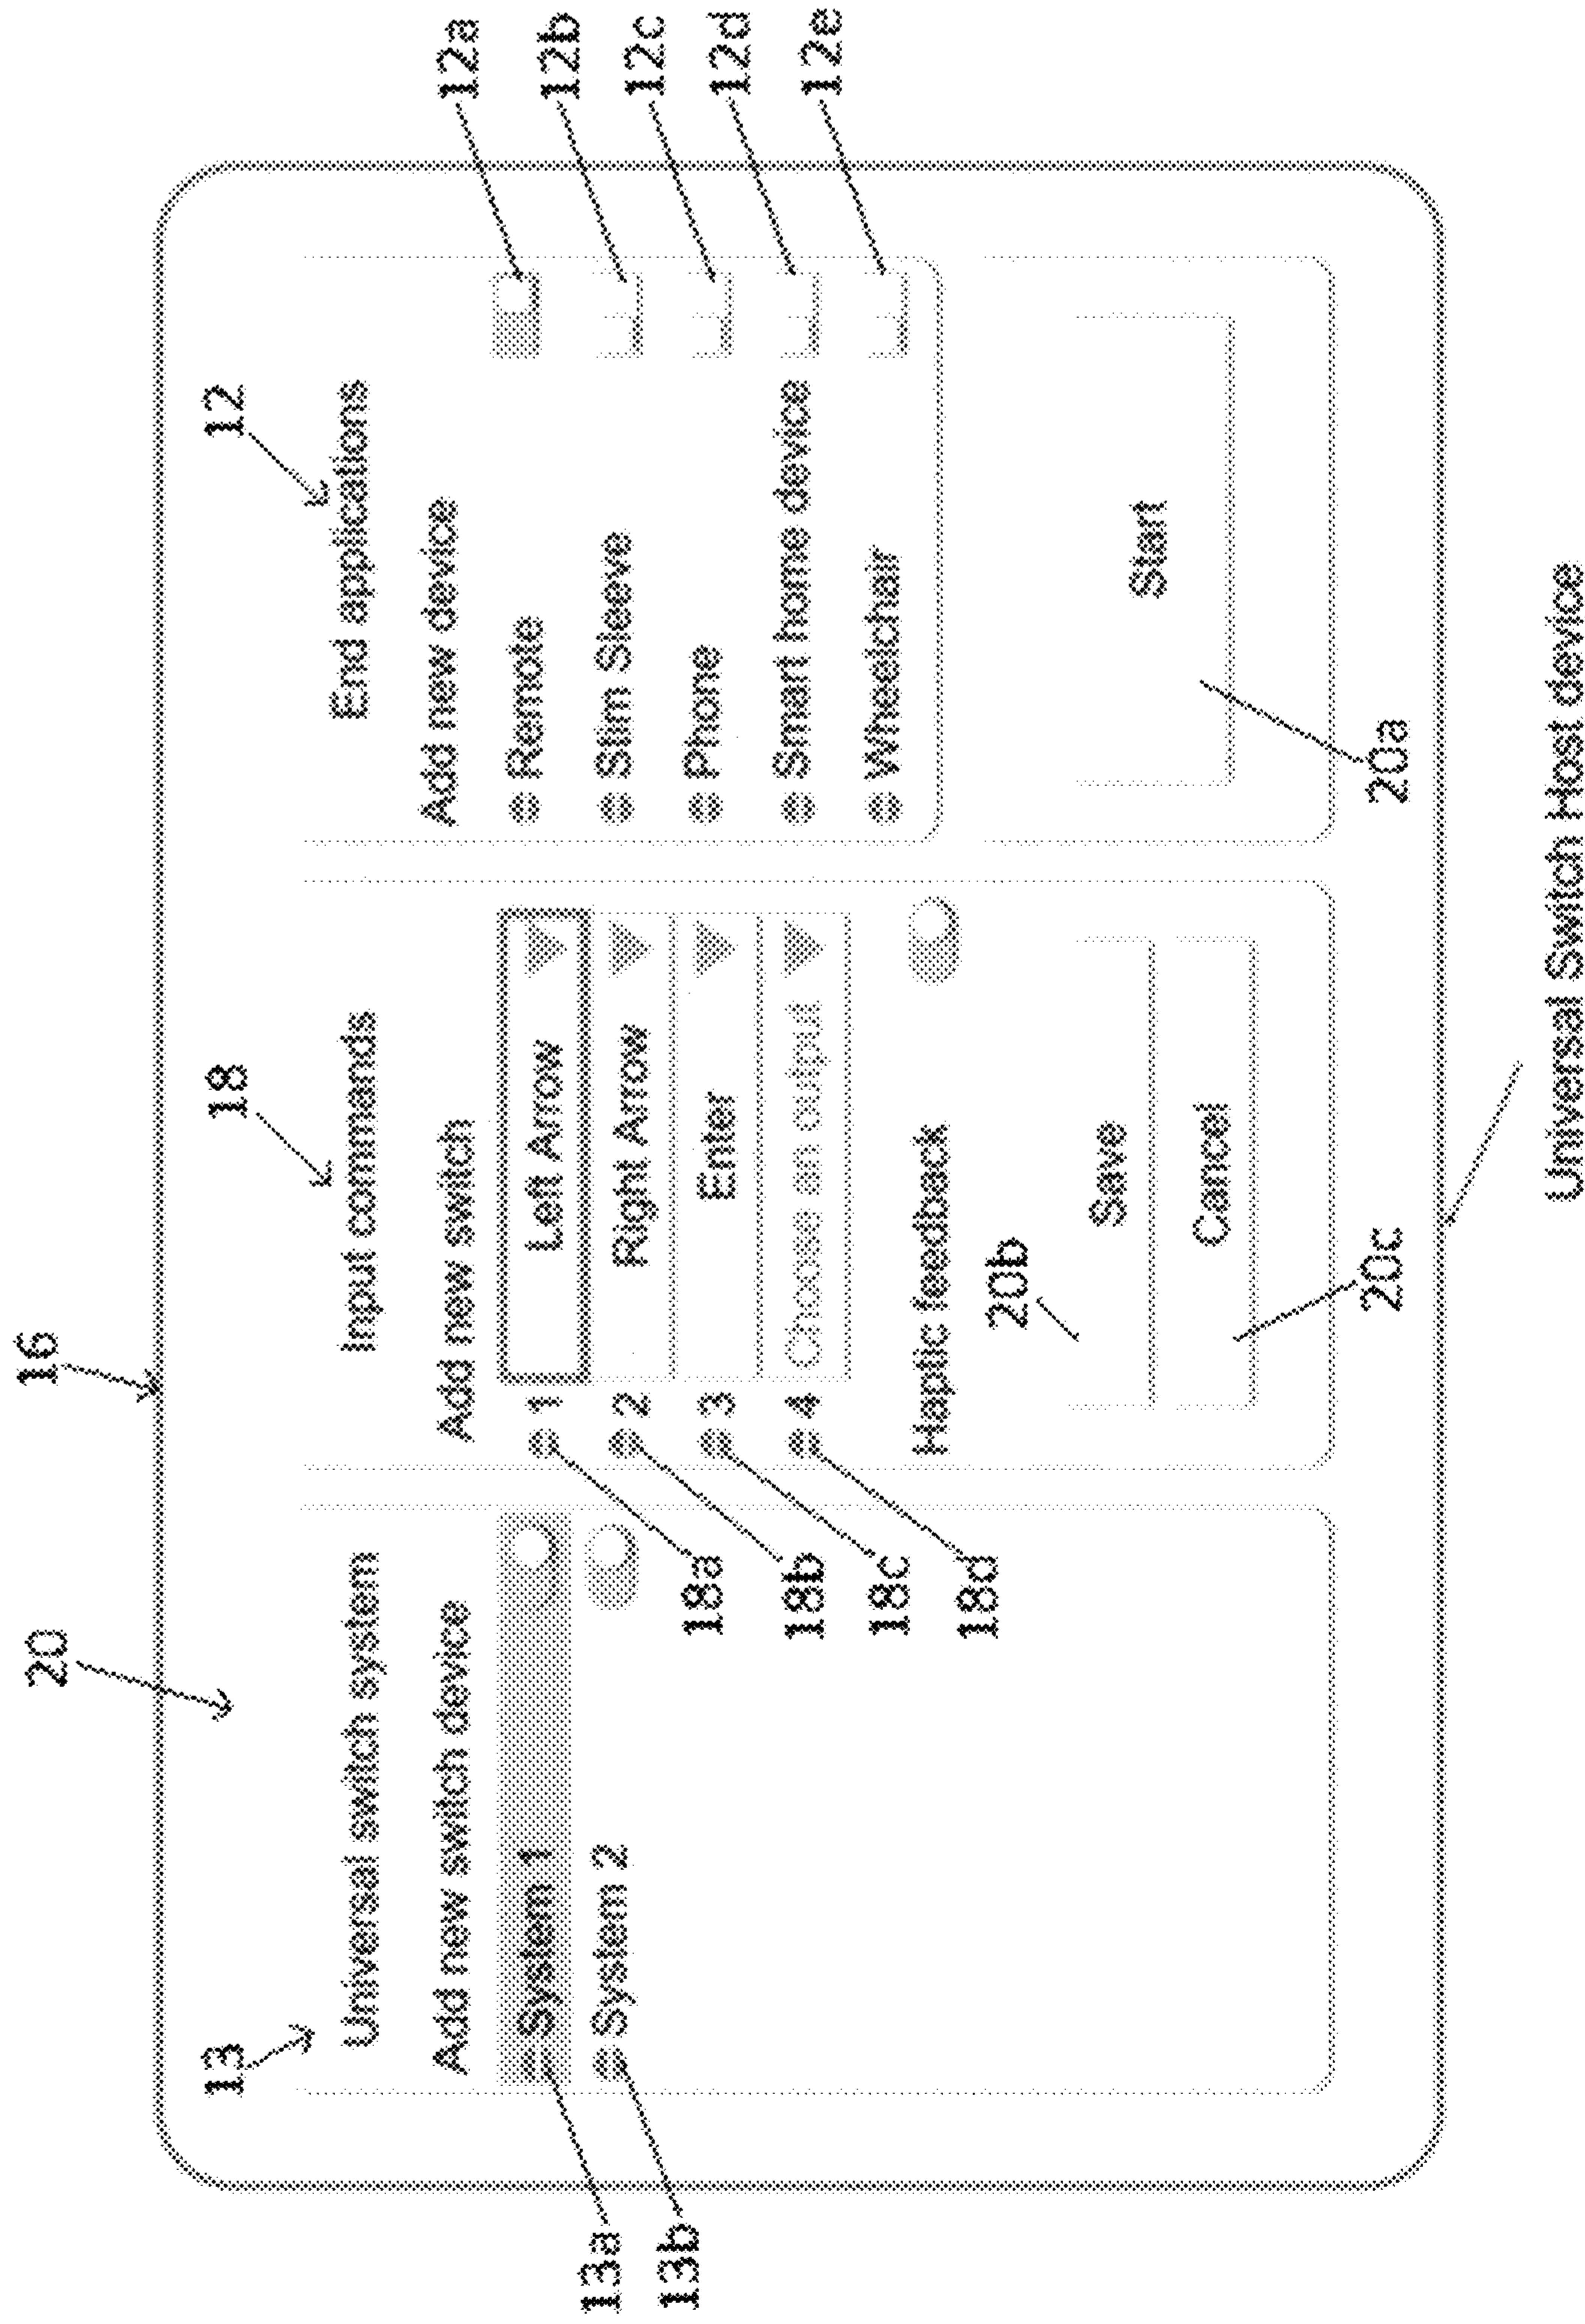 16
20
13
18
12
Universal switch system
Add new switch device
System 1
System 2
13a
13b
Input commands
Add new switch
1 Left Arrow
2 Right Arrow
3 Enter
4 Choose an output
18a
18b
18c
18d
Haptic feedback
20b
Save
Cancel
20c
End applications
Add new device
Remote
Slim Sleeve
Phone
Smart home device
Wheelchair
12a
12b
12c
12d
12e
Start
20a
Universal Switch Host device